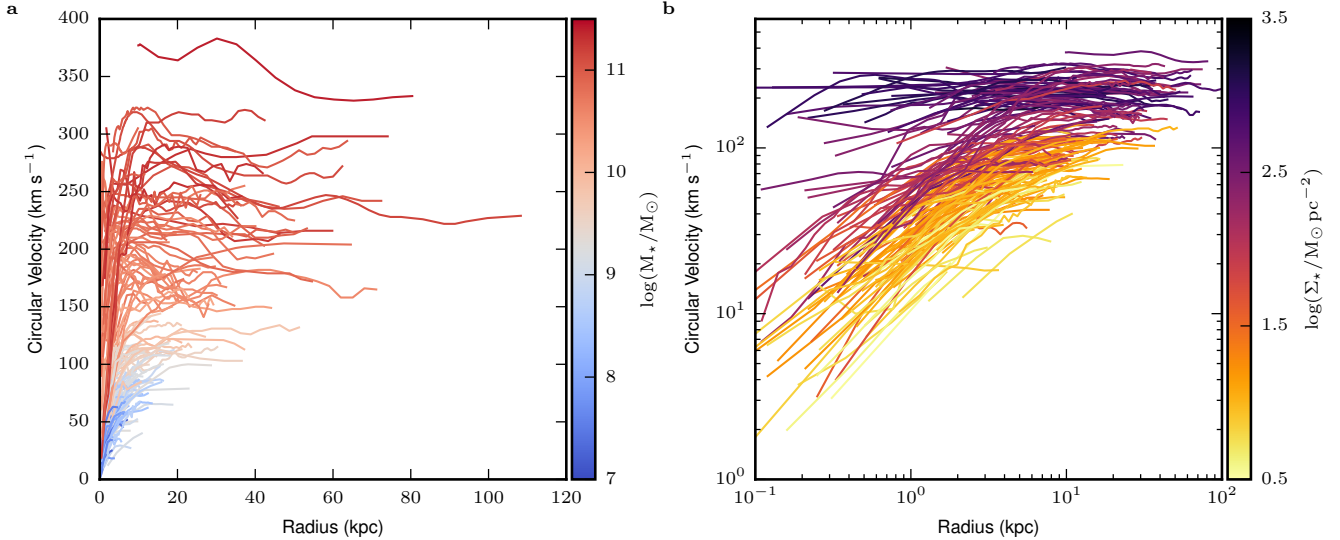 a
400
350
300
250
200
150
100
50
0
0 20 40 60 80 100 120
Circular Velocity (km s⁻¹)
Radius (kpc)
11
10
9
8
7
log(M⋆/M⊙)
b
10²
10¹
10⁰
10⁻¹ 10⁰ 10¹ 10²
Circular Velocity (km s⁻¹)
Radius (kpc)
3.5
2.5
1.5
0.5
log(Σ⋆/M⊙ pc⁻²)